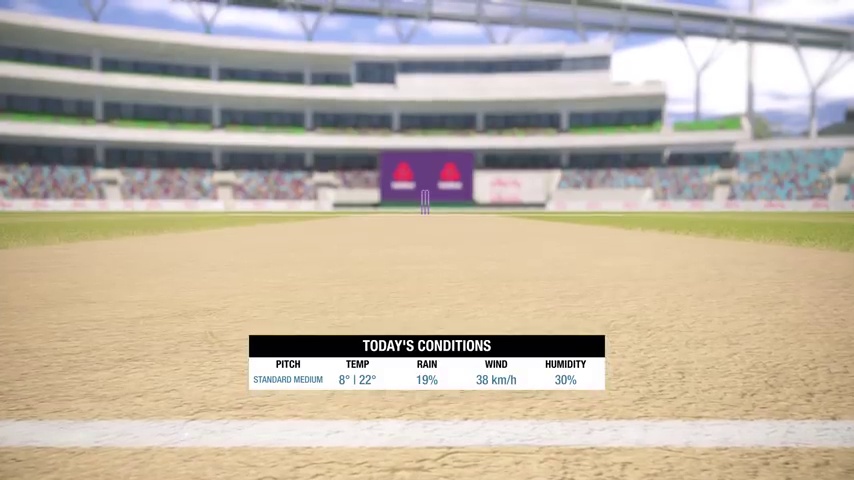 TODAY'S CONDITIONS
PITCH TEMP RAIN WIND HUMIDITY
STANDARD MEDIUM 8° | 22° 19% 38 km/h 30%